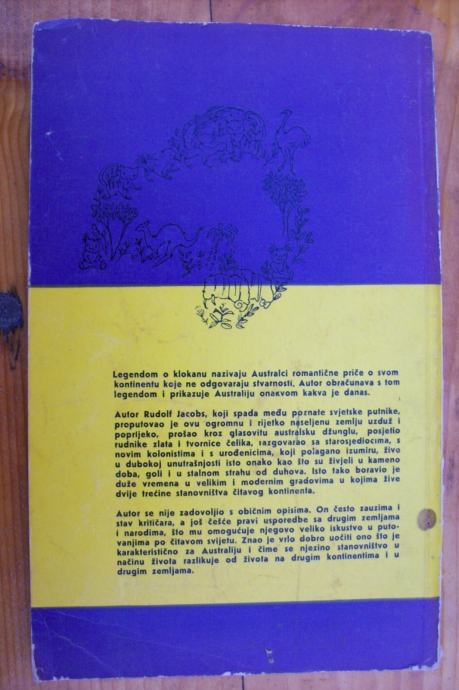 Legendom o klokanu nazivaju Australci romantične priče o svom
kontinentu koje ne odgovaraju stvarnosti. Autor obračunava s tom
legendom i prikazuje Australiju onakvom kakva je danas.
Autor Rudolf Jacobs, koji spada među poznate svjetske putnike,
proputovao je ovu ogromnu i rijetko naseljenu zemlju uzduž i
poprijeko, prošao kroz glasovitu australsku džunglu, posjetio
rudnike zlata i tvornice čelika, razgovarao sa starosjediocima, s
novim kolonistima i s urođenicima, koji polagano izumiru, živo
u dubokoj unutrašnjosti isto onako kao što su živjeli u kameno
doba, goli i u stalnom strahu od duhova. Isto tako boravio je
duže vremena u velikim i modernim gradovima u kojima žive
dvije trećine stanovništva čitavog kontinenta.
Autor se nije zadovoljio s običnim opisima. On često zauzima i
stav kritičara, a još češće pravi usporedbe sa drugim zemljama
i narodima, što mu omogućuje njegovo veliko iskustvo u puto-
vanjima po čitavom svijetu. Znao je vrlo dobro uočiti ono što je
karakteristično za Australiju i čime se njezino stanovništvo u
načinu života razlikuje od života na drugim kontinentima i u
drugim zemljama.